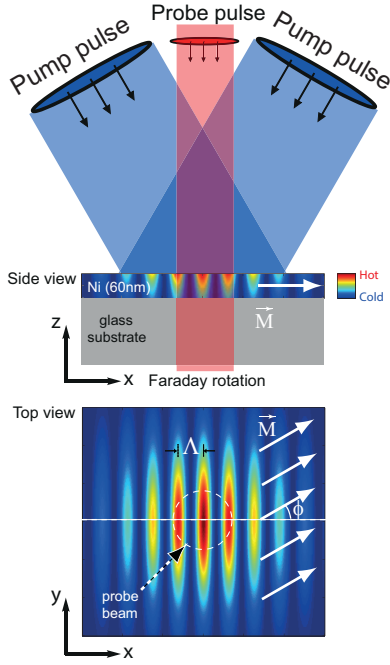 Probe pulse
Pump pulse
Pump pulse
Side view
Ni (60nm)
M
Hot
Cold
glass
substrate
z
x
Faraday rotation
Top view
Λ
M
ϕ
probe
beam
y
x